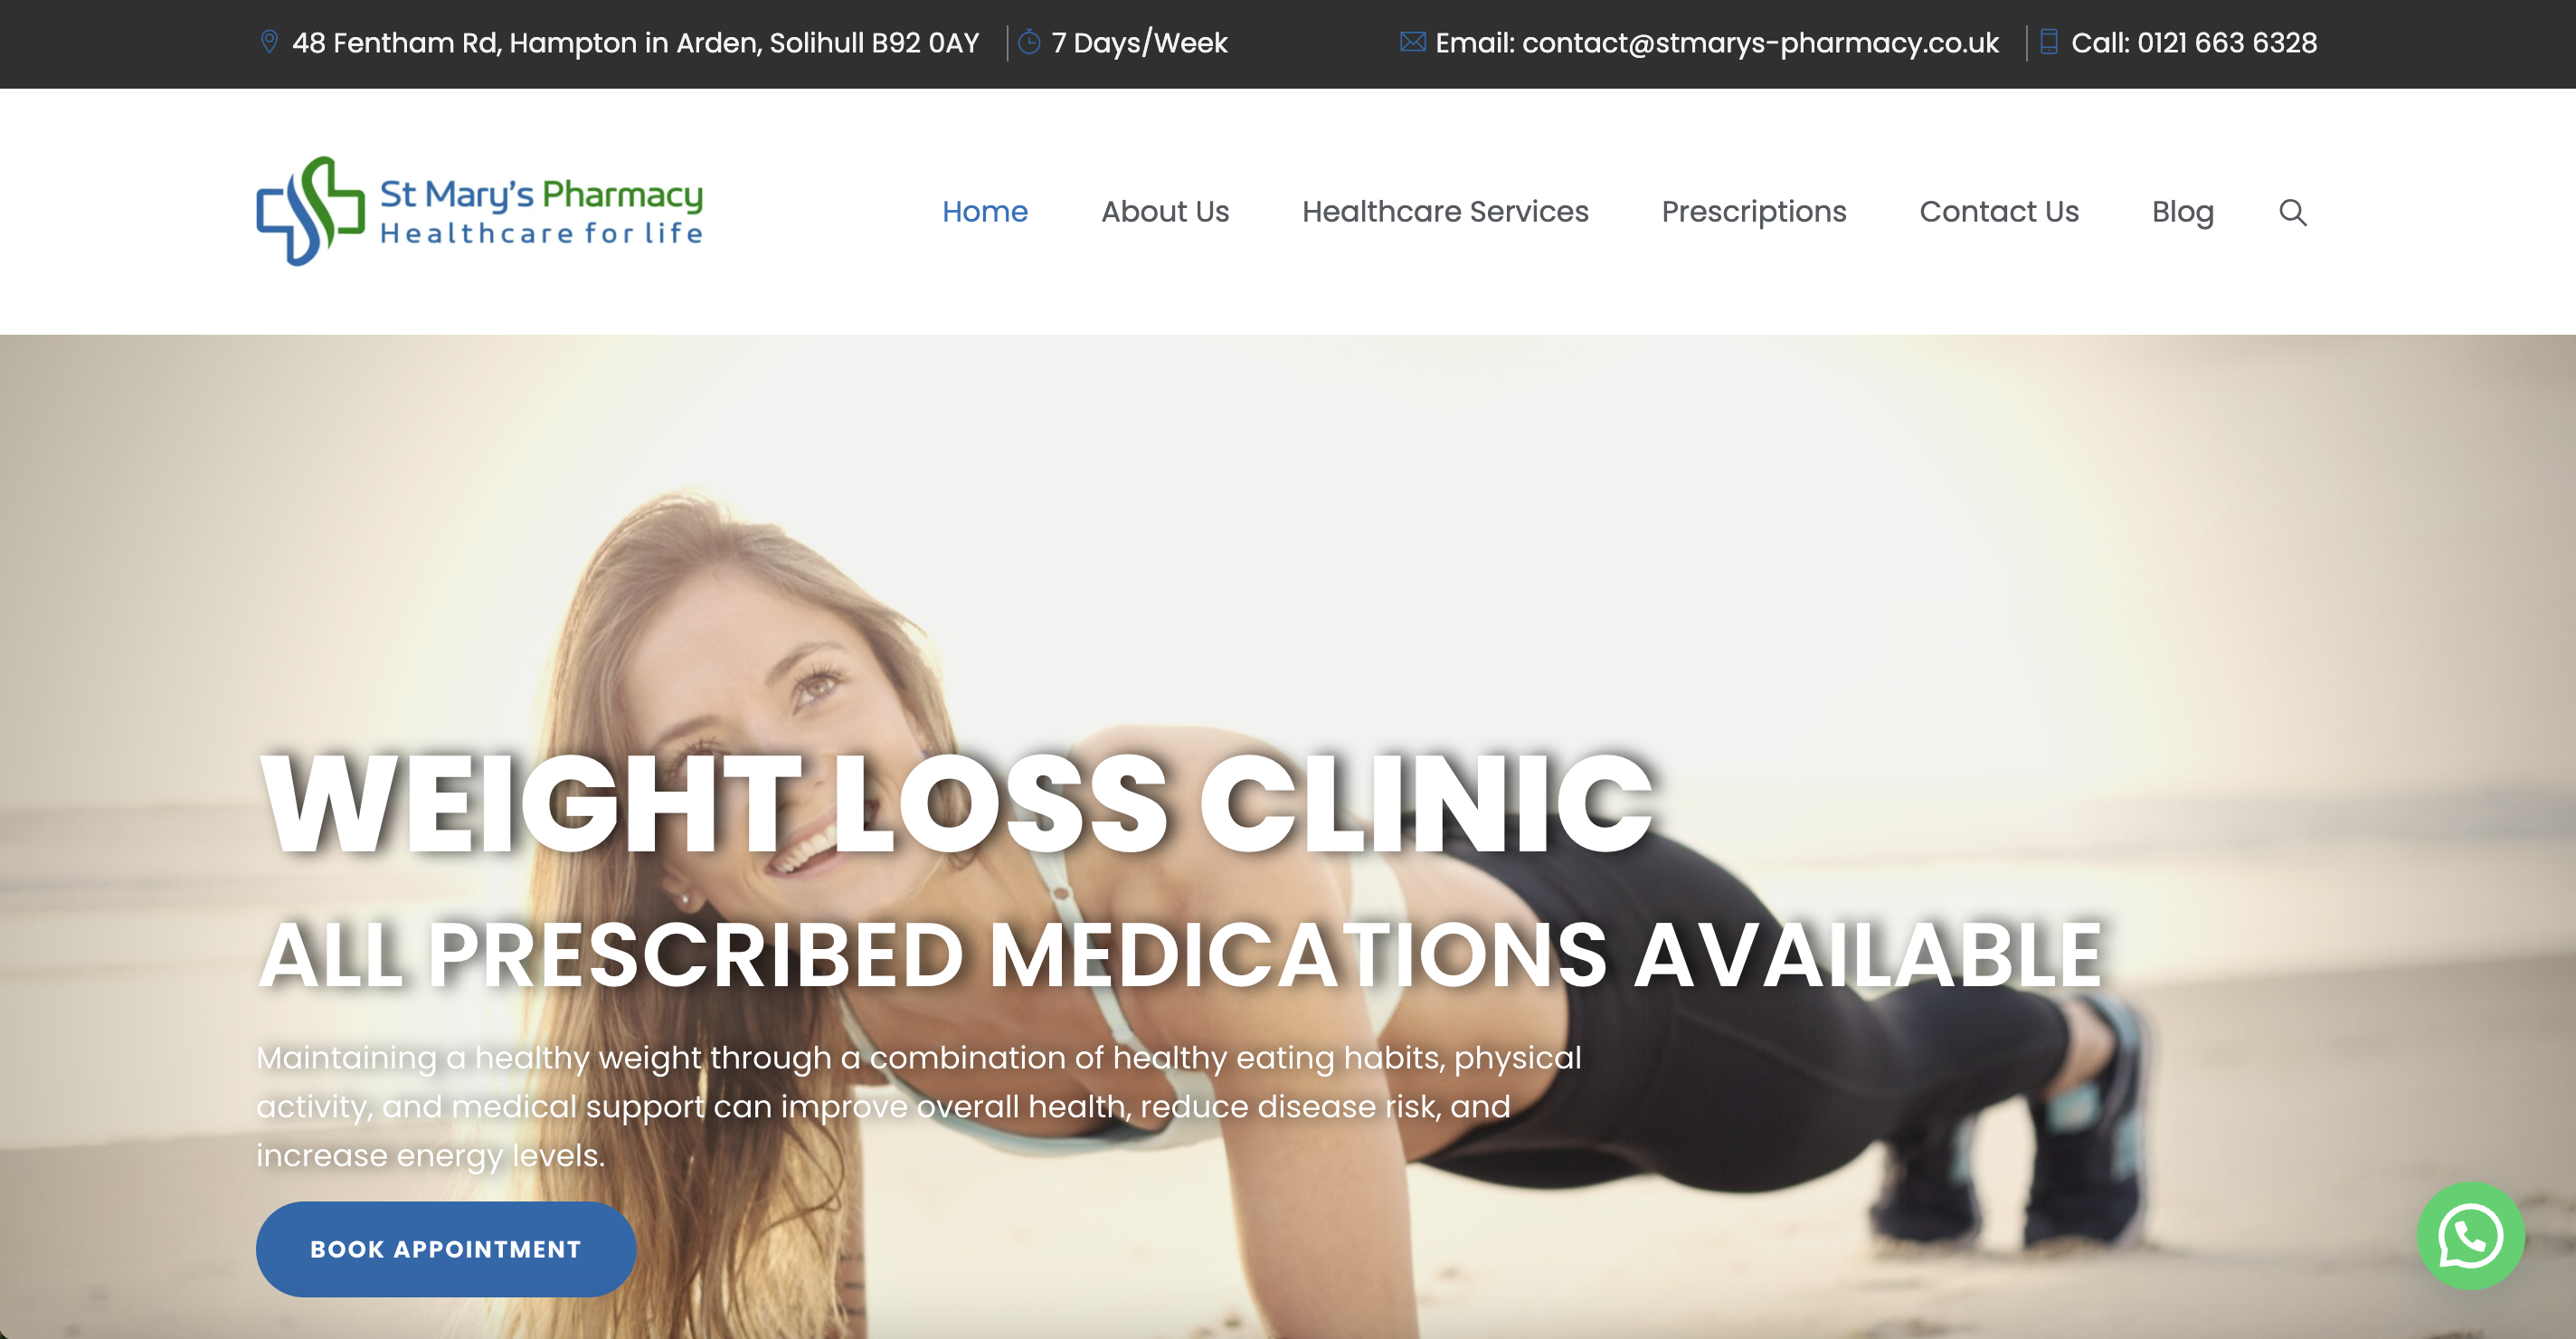 48 Fentham Rd, Hampton in Arden, Solihull B92 0AY
7 Days/Week
Email: contact@stmarys-pharmacy.co.uk
Call: 0121 663 6328
St Mary's Pharmacy
Healthcare for life
Home
About Us
Healthcare Services
Prescriptions
Contact Us
Blog
WEIGHT LOSS CLINIC
ALL PRESCRIBED MEDICATIONS AVAILABLE
Maintaining a healthy weight through a combination of healthy eating habits, physical
activity, and medical support can improve overall health, reduce disease risk, and
increase energy levels.
BOOK APPOINTMENT